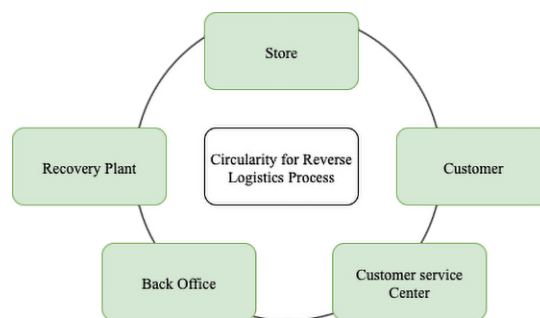 Store
Recovery Plant
Circularity for Reverse
Logistics Process
Customer
Back Office
Customer service
Center